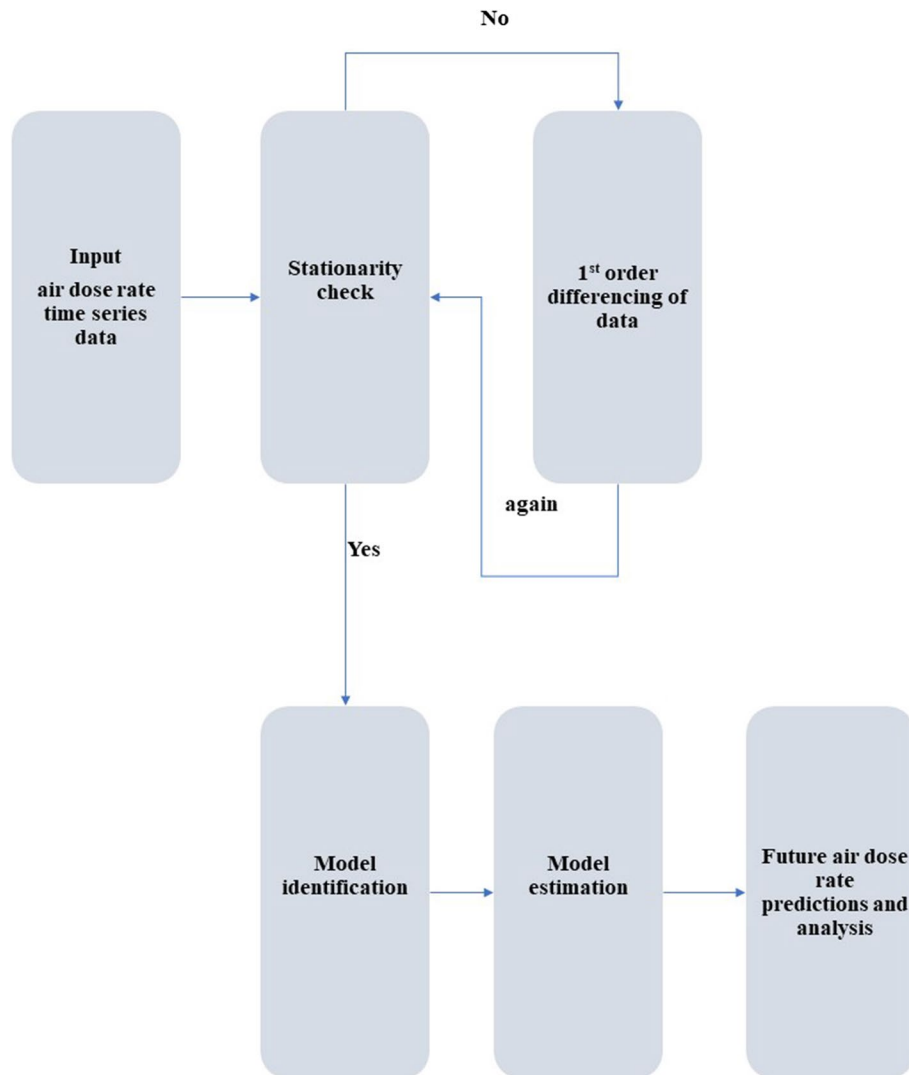 No
Input
air dose rate
time series
data
Stationarity
check
1st order
differencing of
data
again
Yes
Model
identification
Model
estimation
Future air dose
rate
predictions and
analysis